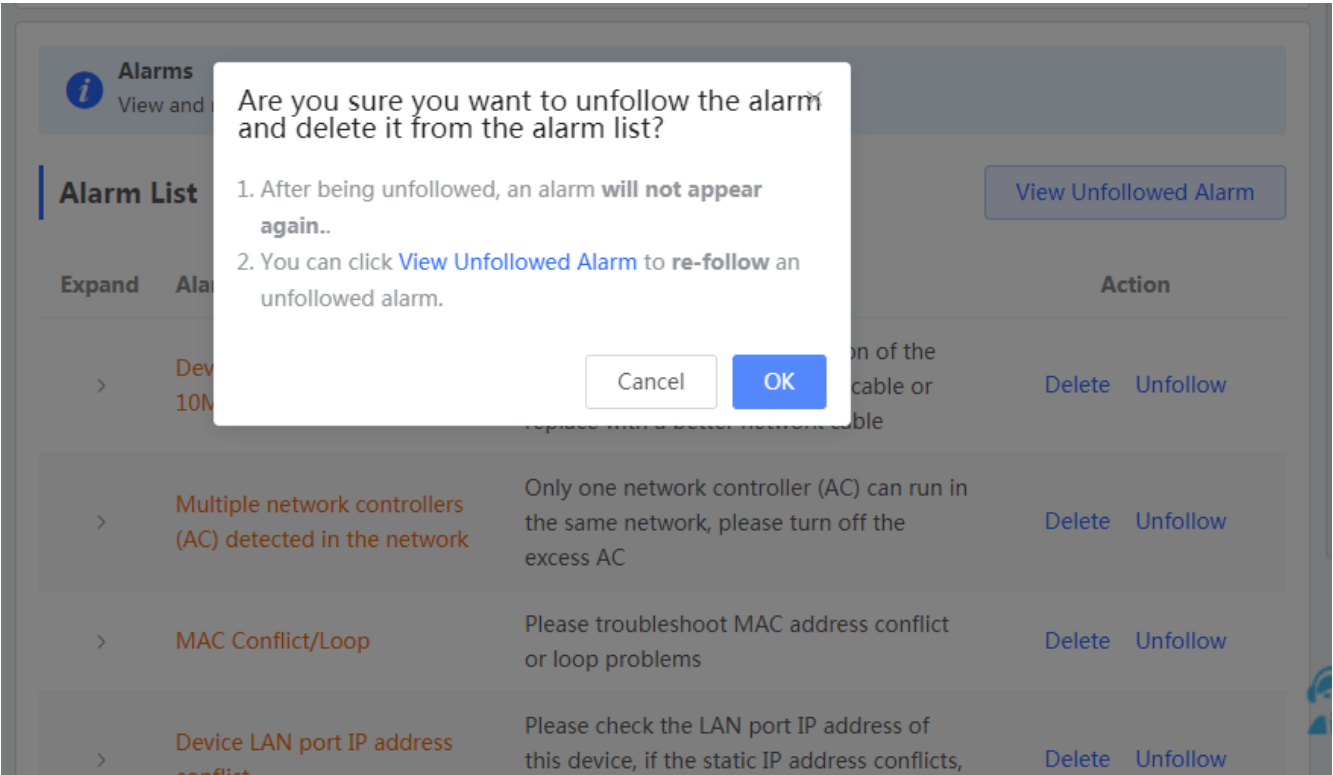 Alarms
View and
Are you sure you want to unfollow the alarm
and delete it from the alarm list?
1. After being unfollowed, an alarm will not appear
again..
2. You can click View Unfollowed Alarm to re-follow an
unfollowed alarm.
Cancel OK
Alarm List
View Unfollowed Alarm
Expand
Action
on of the
10M
cable or
replace with a better network cable
Delete Unfollow
Multiple network controllers
(AC) detected in the network
Only one network controller (AC) can run in
the same network, please turn off the
excess AC
Delete Unfollow
MAC Conflict/Loop
Please troubleshoot MAC address conflict
or loop problems
Delete Unfollow
Device LAN port IP address
conflict
Please check the LAN port IP address of
this device, if the static IP address conflicts,
Delete Unfollow